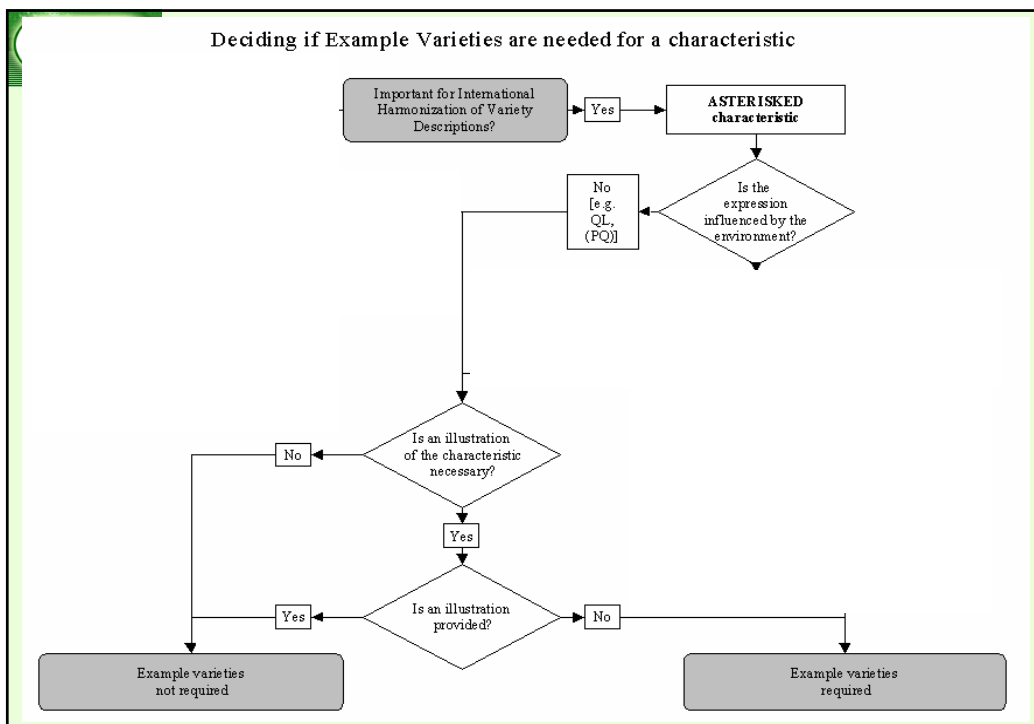 Deciding if Example Varieties are needed for a characteristic
Important for International
Harmonization of Variety
Descriptions?
Yes
ASTERISKED
characteristic
No
[e.g.
QL,
(PQ)]
Is the
expression
influenced by the
environment?
Is an illustration
of the characteristic
necessary?
No
Yes
Is an illustration
provided?
Yes
No
Example varieties
not required
Example varieties
required